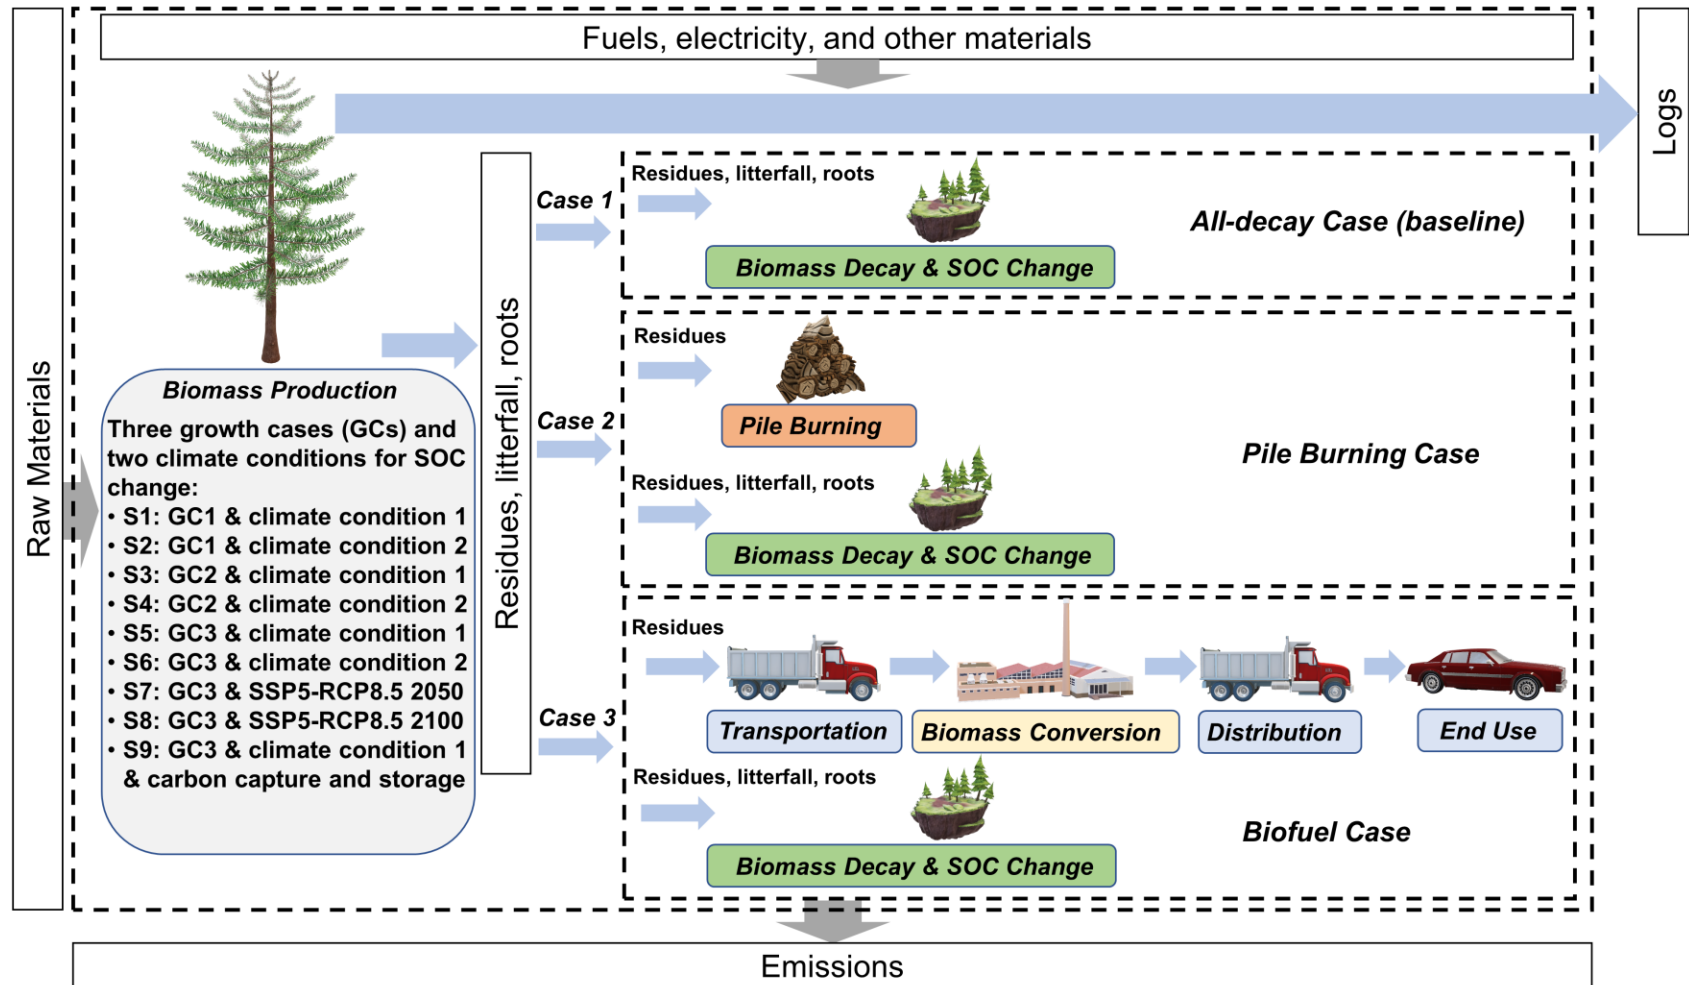 Fuels, electricity, and other materials
Raw Materials
Logs
Biomass Production
Three growth cases (GCs) and
two climate conditions for SOC
change:
• S1: GC1 & climate condition 1
• S2: GC1 & climate condition 2
• S3: GC2 & climate condition 1
• S4: GC2 & climate condition 2
• S5: GC3 & climate condition 1
• S6: GC3 & climate condition 2
• S7: GC3 & SSP5-RCP8.5 2050
• S8: GC3 & SSP5-RCP8.5 2100
• S9: GC3 & climate condition 1
& carbon capture and storage
Residues, litterfall, roots
Case 1
Residues, litterfall, roots
Biomass Decay & SOC Change
All-decay Case (baseline)
Case 2
Residues
Pile Burning
Residues, litterfall, roots
Biomass Decay & SOC Change
Pile Burning Case
Case 3
Residues
Transportation
Biomass Conversion
Distribution
End Use
Residues, litterfall, roots
Biomass Decay & SOC Change
Biofuel Case
Emissions